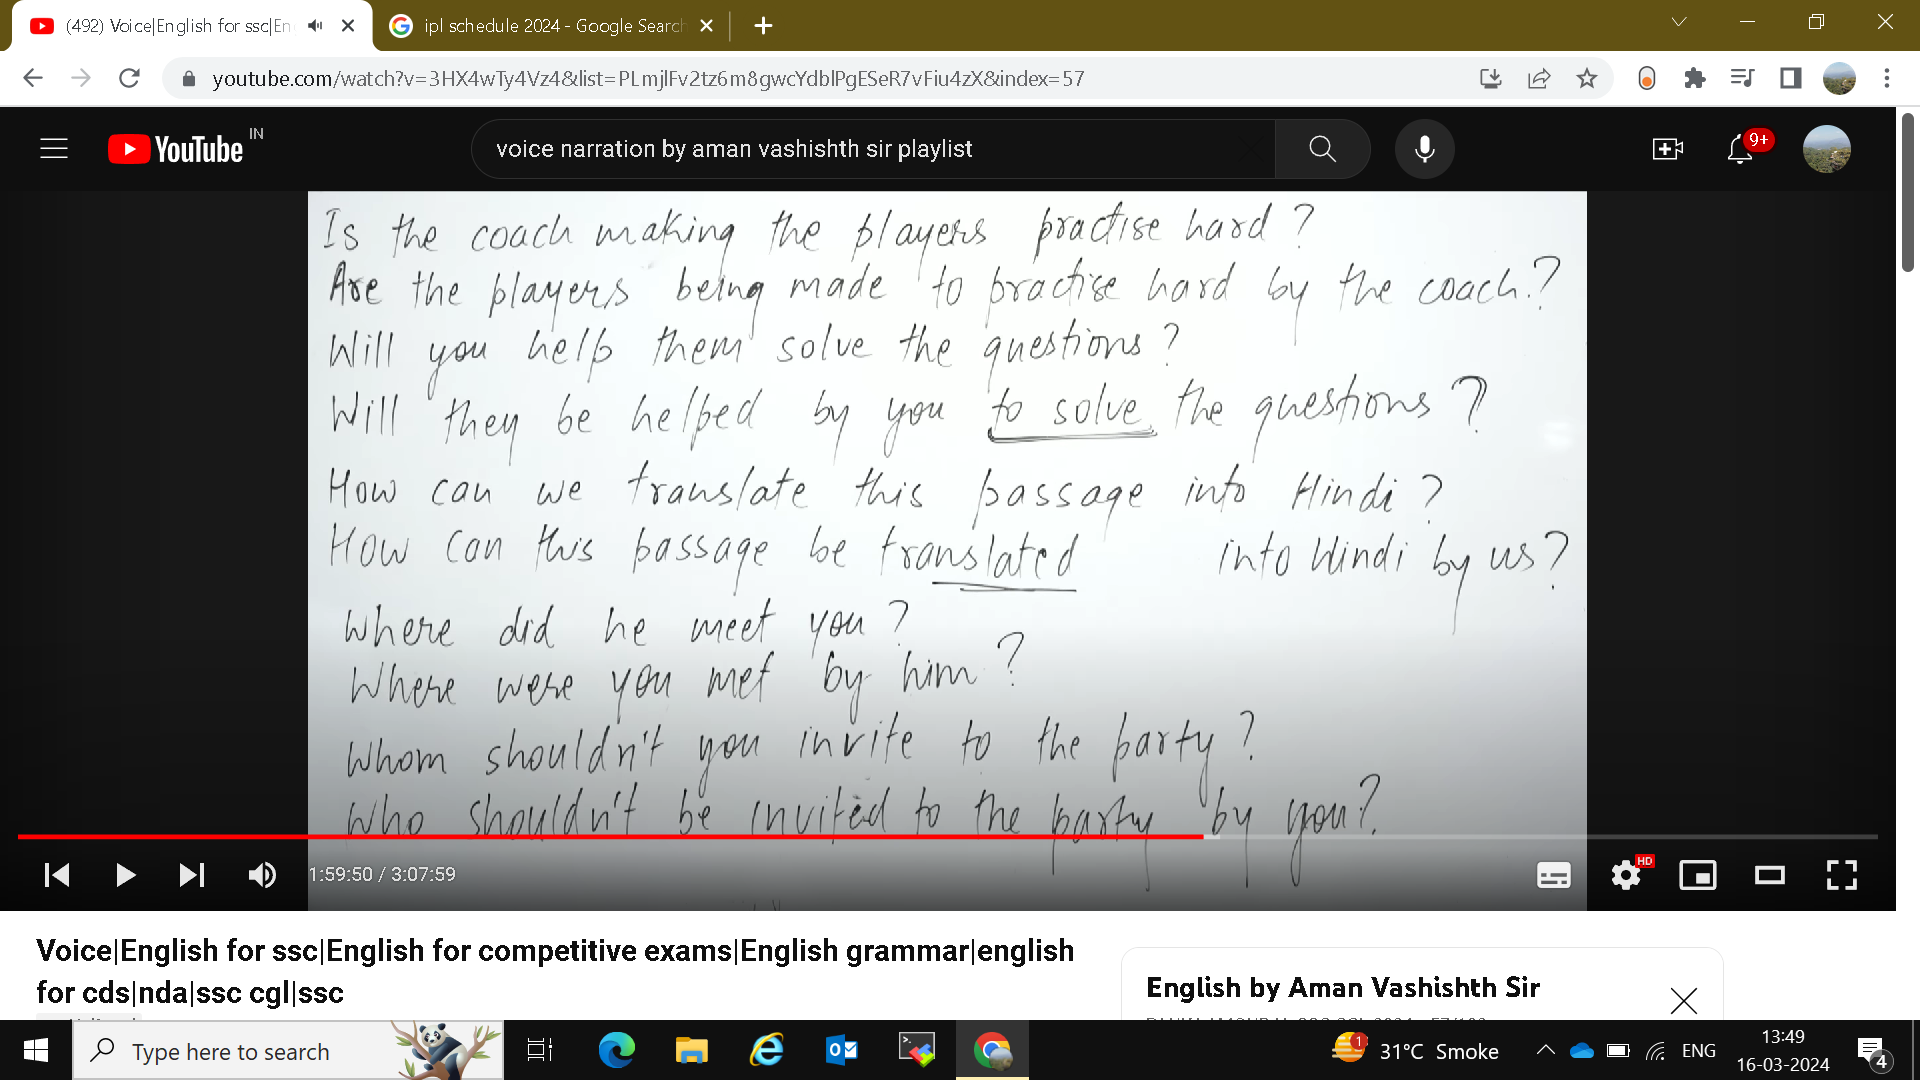 (492) Voice|English for ssc|En
ipl schedule 2024 - Google Search
youtube.com/watch?v=3HX4wTy4Vz4&list=PLmjlFv2tz6m8gwcYdblPgESeR7vFiu4zX&index=57
YouTube IN
voice narration by aman vashishth sir playlist
9+
Is the coach making the players practise hard?
Are the players being made to practise hard by the coach.?
Will you help them solve the questions?
Will they be helped by you to solve the questions?
How can we translate this passage into Hindi?
How can this passage be translated into Hindi by us?
Where did he meet you?
Where were you met by him?
Whom shouldn't you invite to the party?
Who shouldn't be invited to the party by you?
1:59:50 / 3:07:59
HD
Voice|English for ssc|English for competitive exams|English grammar|english
for cds|nda|ssc cgl|ssc
English by Aman Vashishth Sir
Type here to search
1
31°C Smoke
ENG
13:49
16-03-2024
4